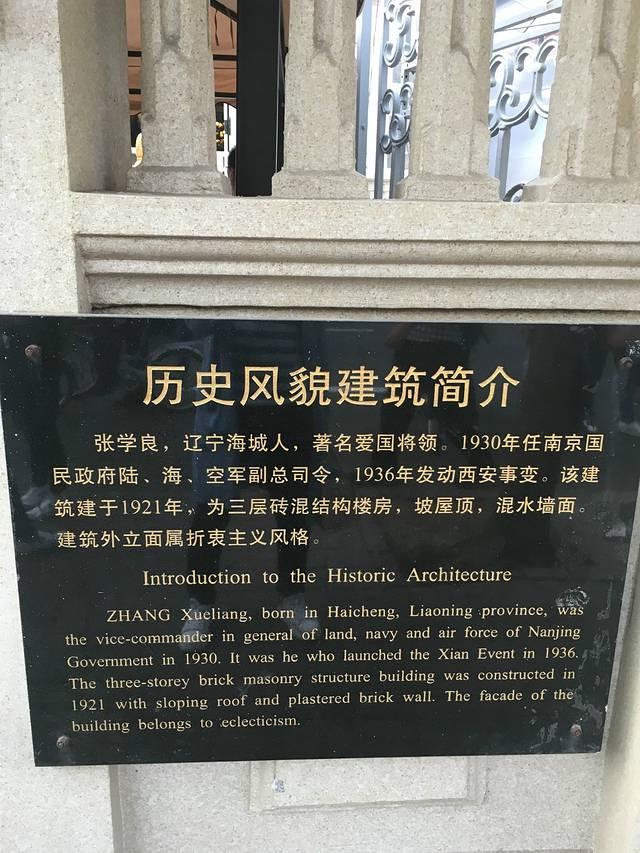 历史风貌建筑简介
张学良，辽宁海城人，著名爱国将领。1930年任南京国
民政府陆、海、空军副总司令，1936年发动西安事变。该建
筑建于1921年，为三层砖混结构楼房，坡屋顶，混水墙面。
建筑外立面属折衷主义风格。
Introduction to the Historic Architecture
ZHANG Xueliang, born in Haicheng, Liaoning province, was
the vice-commander in general of land, navy and air force of Nanjing
Government in 1930. It was he who launched the Xian Event in 1936.
The three-storey brick masonry structure building was constructed in
1921 with sloping roof and plastered brick wall. The facade of the
building belongs to eclecticism.